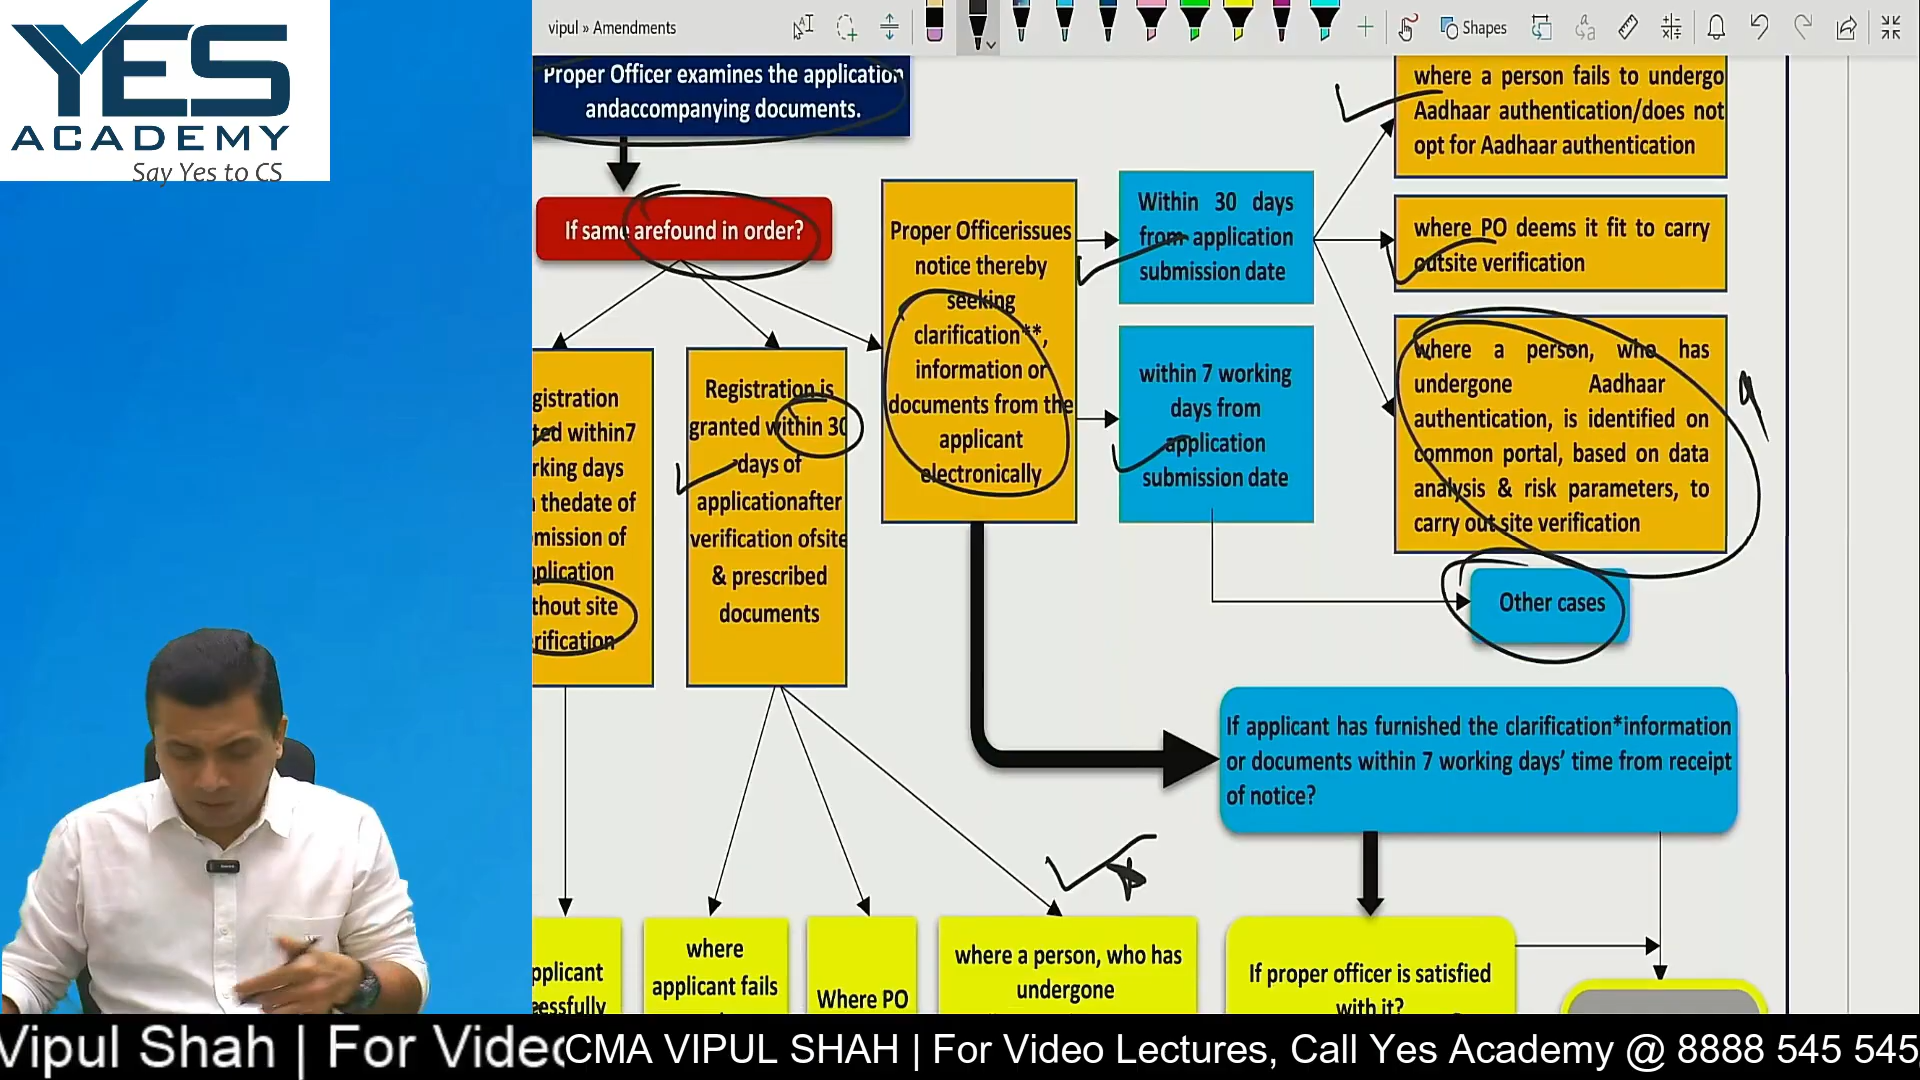 YES
ACADEMY
Say Yes to CS
vipul » Amendments
Shapes
Proper Officer examines the application
andaccompanying documents.
If same arefound in order?
gistration
ted within7
rking days
thedate of
mission of
plication
thout site
rification
Registration is
granted within 30
days of
applicationafter
verification ofsite
& prescribed
documents
Proper Officerissues
notice thereby
seeking
clarification**,
information or
documents from the
applicant
electronically
Within 30 days
from application
submission date
within 7 working
days from
application
submission date
where a person fails to undergo
Aadhaar authentication/does not
opt for Aadhaar authentication
where PO deems it fit to carry
outsite verification
where a person, who has
undergone Aadhaar
authentication, is identified on
common portal, based on data
analysis & risk parameters, to
carry out site verification
Other cases
If applicant has furnished the clarification*information
or documents within 7 working days' time from receipt
of notice?
pplicant
essfully
where
applicant fails
Where PO
where a person, who has
undergone
If proper officer is satisfied
with it?
Vipul Shah | For Video
CMA VIPUL SHAH | For Video Lectures, Call Yes Academy @ 8888 545 545